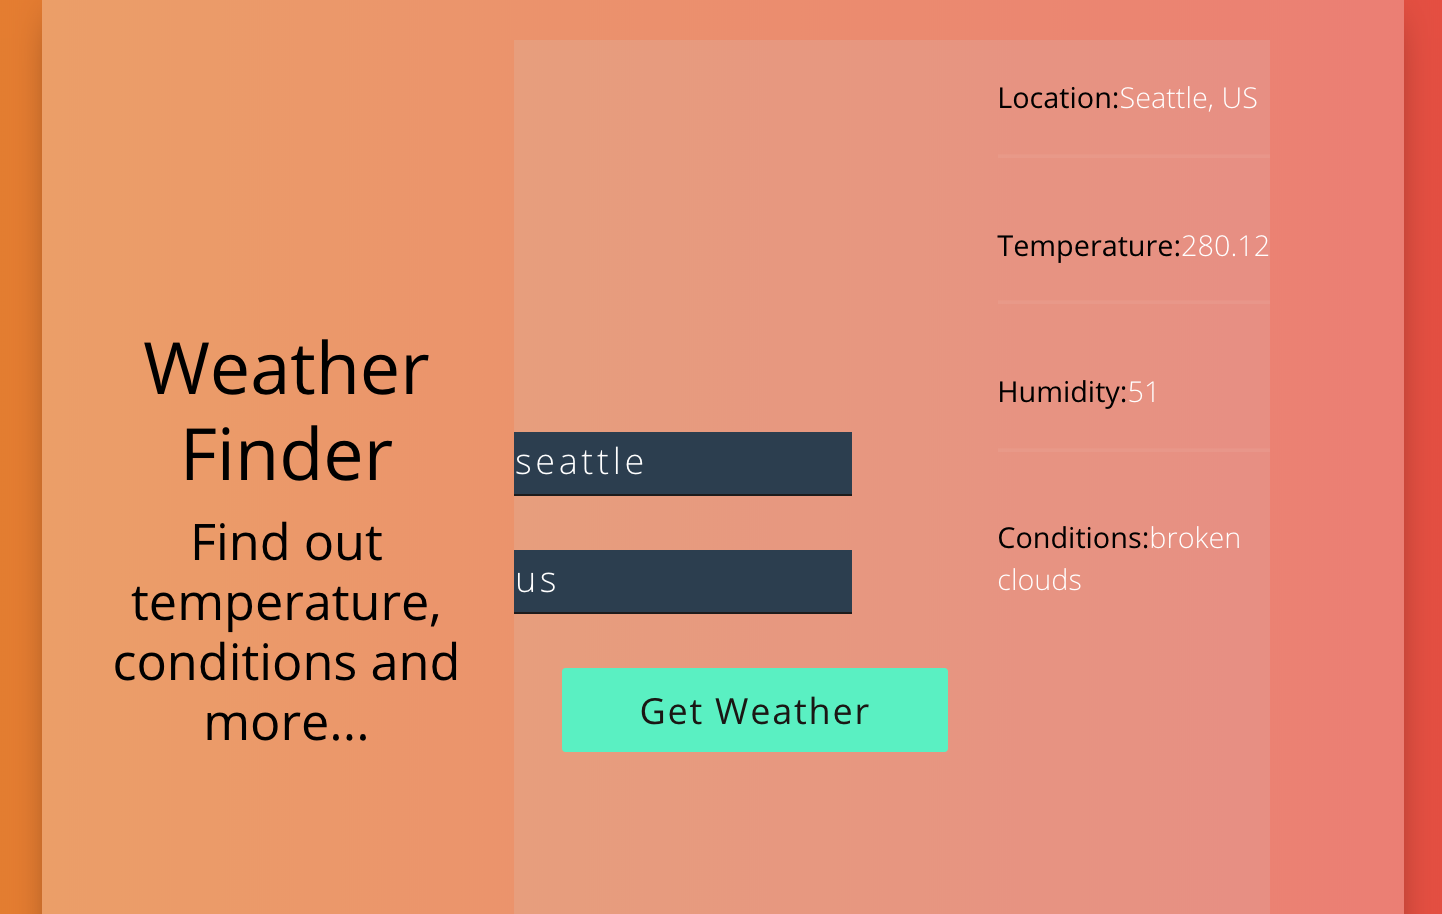 Weather
Finder
Find out
temperature,
conditions and
more...
seattle
us
Get Weather
Location:Seattle, US
Temperature:280.12
Humidity:51
Conditions:broken
clouds